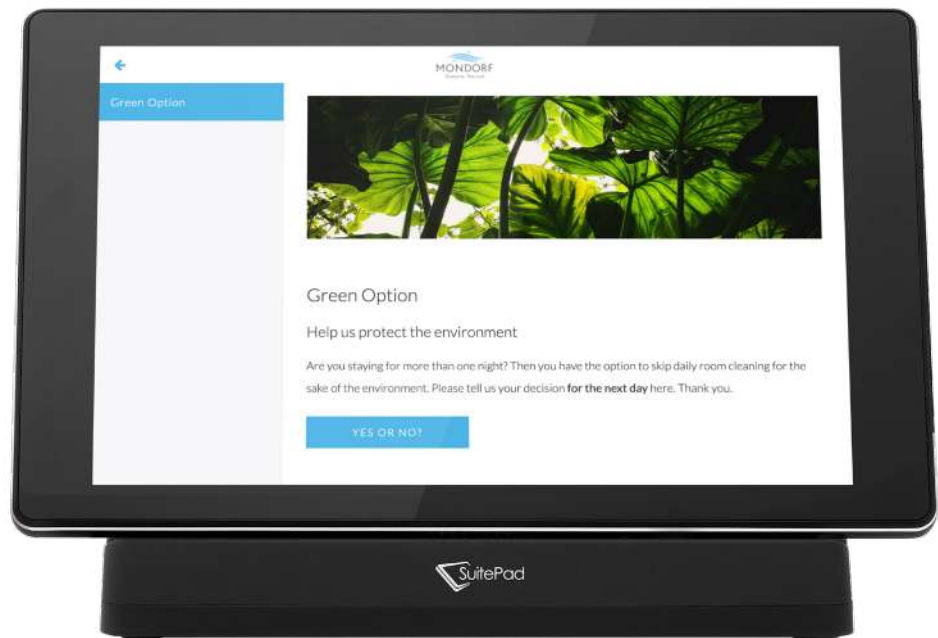 MONDORF
Green Option
Green Option
Help us protect the environment
Are you staying for more than one night? Then you have the option to skip daily room cleaning for the
sake of the environment. Please tell us your decision for the next day here. Thank you.
YES OR NO?
SuitePad